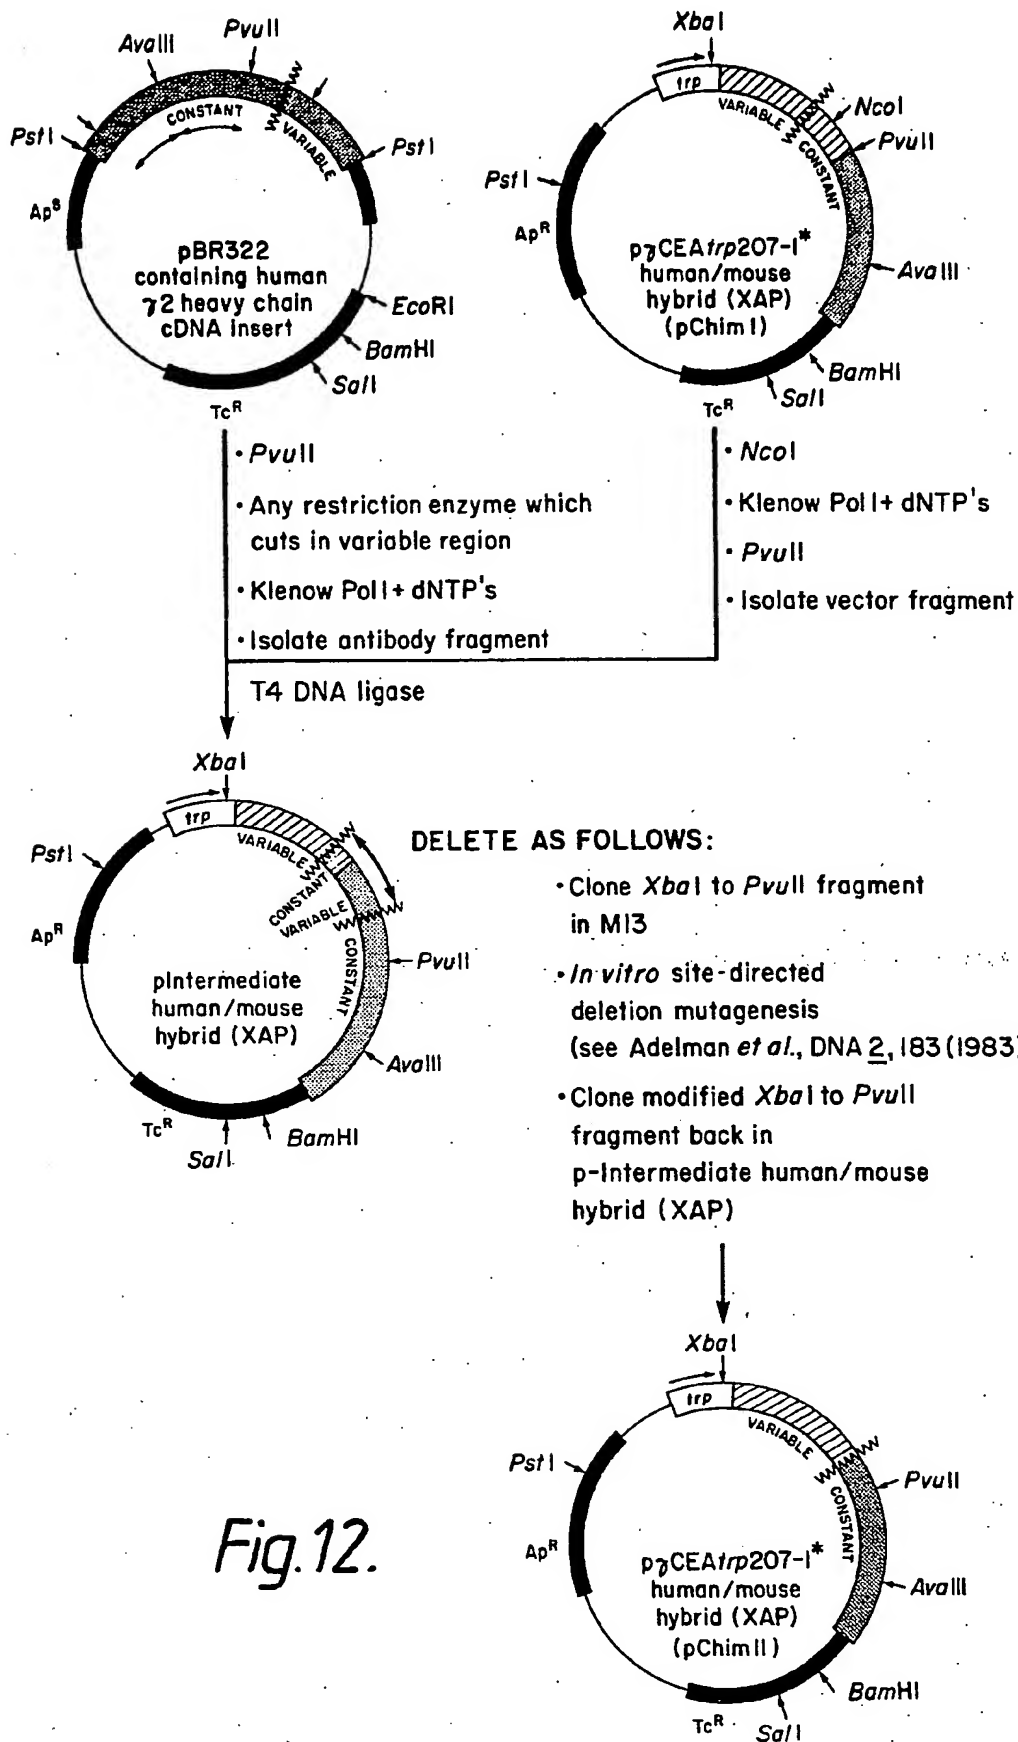 PvuII
AvaIII
PstI
CONSTANT
VARIABLE
PstI
ApS
pBR322
containing human
γ2 heavy chain
cDNA insert
EcoRI
BamHI
SalI
TcR
XbaI
trp
VARIABLE
CONSTANT
NcoI
PvuII
PstI
ApR
pγCEAtrp207-1*
human/mouse
hybrid (XAP)
(pChim I)
AvaIII
BamHI
SalI
TcR
• PvuII
• Any restriction enzyme which
cuts in variable region
• Klenow Pol I + dNTP's
• Isolate antibody fragment
• NcoI
• Klenow Pol I + dNTP's
• PvuII
• Isolate vector fragment
T4 DNA ligase
XbaI
trp
VARIABLE
CONSTANT
VARIABLE
CONSTANT
PstI
ApR
pIntermediate
human/mouse
hybrid (XAP)
PvuII
AvaIII
BamHI
SalI
TcR
DELETE AS FOLLOWS:
• Clone XbaI to PvuII fragment
in M13
• In vitro site-directed
deletion mutagenesis
(see Adelman et al., DNA 2, 183 (1983)
• Clone modified XbaI to PvuII
fragment back in
p-Intermediate human/mouse
hybrid (XAP)
XbaI
trp
VARIABLE
CONSTANT
PstI
PvuII
ApR
pγCEAtrp207-1*
human/mouse
hybrid (XAP)
(pChim II)
AvaIII
BamHI
SalI
TcR
Fig.12.